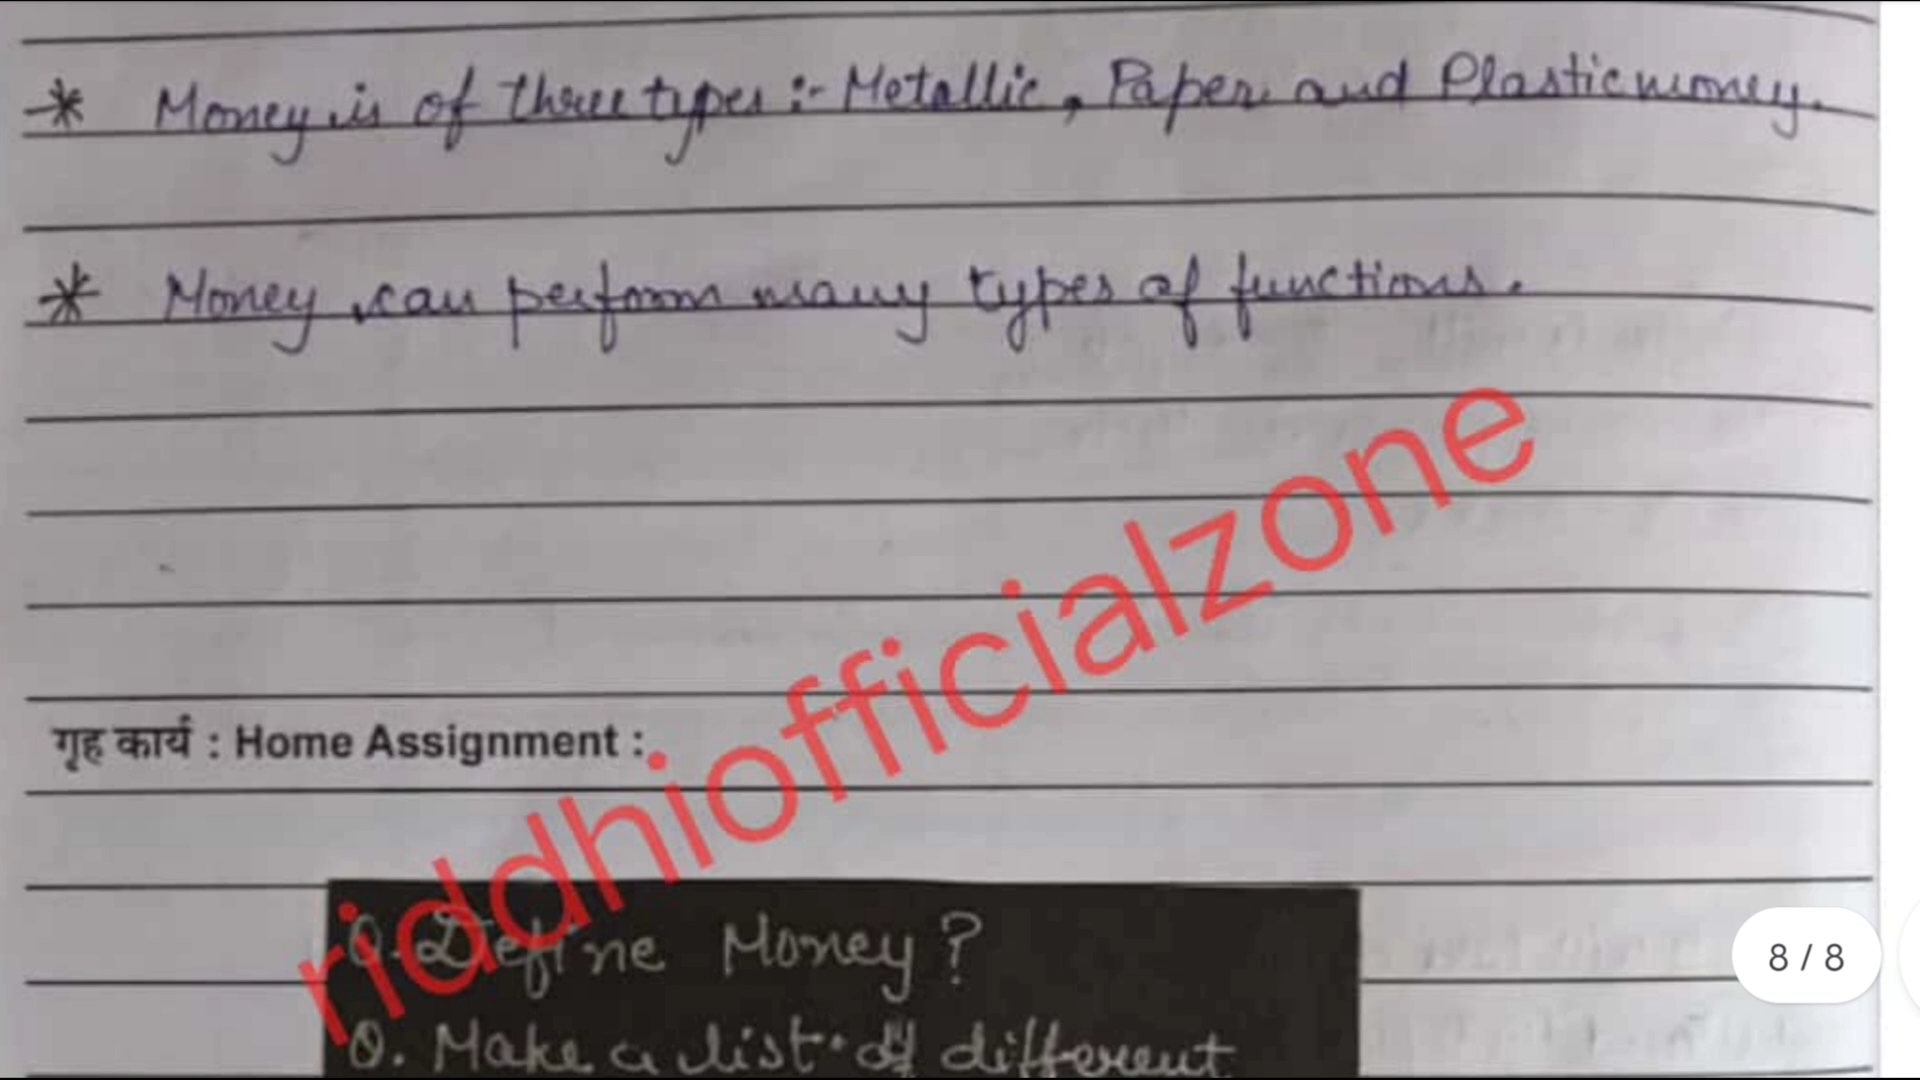 * Money is of three types :- Metallic, Paper and Plastic money.
* Money can perform many types of functions.
riddhiofficialzone
गृह कार्य : Home Assignment :
Q. Define Money ?
8 / 8
Q. Make a list of different